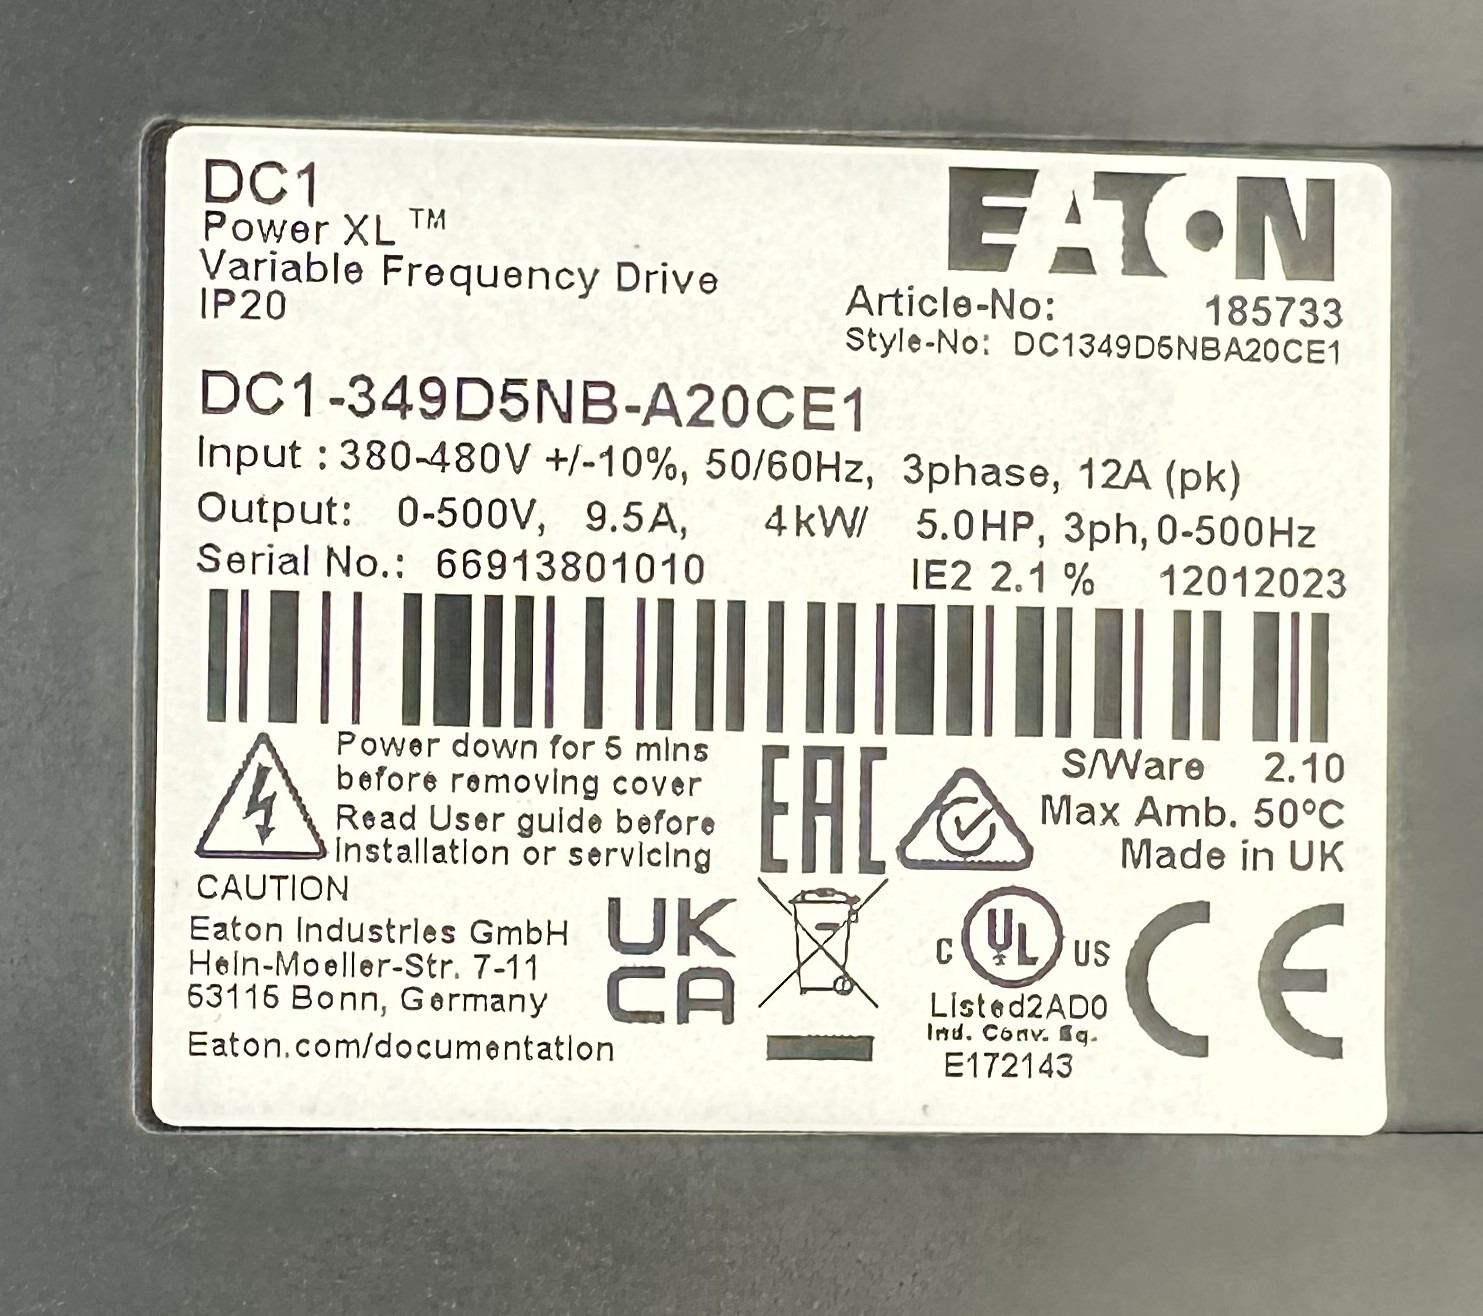 DC1
Power XL™
Variable Frequency Drive
IP20
EATON
Article-No: 185733
Style-No: DC1349D5NBA20CE1
DC1-349D5NB-A20CE1
Input : 380-480V +/-10%, 50/60Hz, 3phase, 12A (pk)
Output: 0-500V, 9.5A, 4kW/ 5.0HP, 3ph, 0-500Hz
Serial No.: 66913801010 IE2 2.1 % 12012023
Power down for 5 mins
before removing cover
Read User guide before
installation or servicing
CAUTION
EAC
S/Ware 2.10
Max Amb. 50°C
Made in UK
Eaton Industries GmbH
Hein-Moeller-Str. 7-11
53115 Bonn, Germany
Eaton.com/documentation
UK
CA
C UL US
Listed2AD0
Ind. Conv. Eq.
E172143
CE